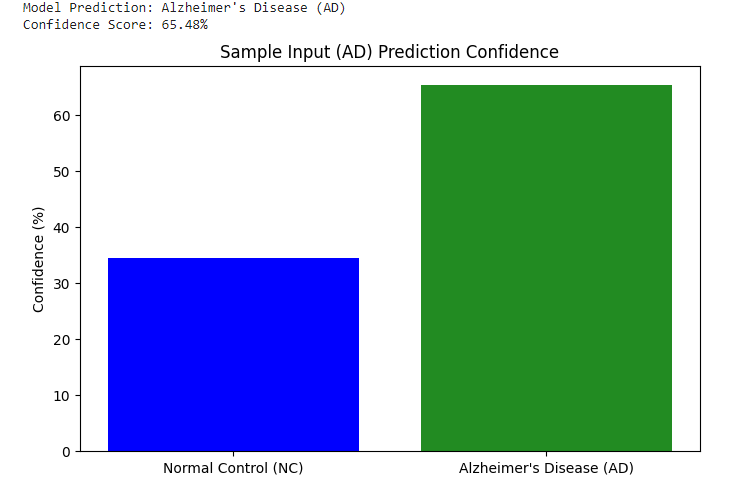 Model Prediction: Alzheimer's Disease (AD)
Confidence Score: 65.48%
Sample Input (AD) Prediction Confidence
Confidence (%)
60
50
40
30
20
10
0
Normal Control (NC) Alzheimer's Disease (AD)